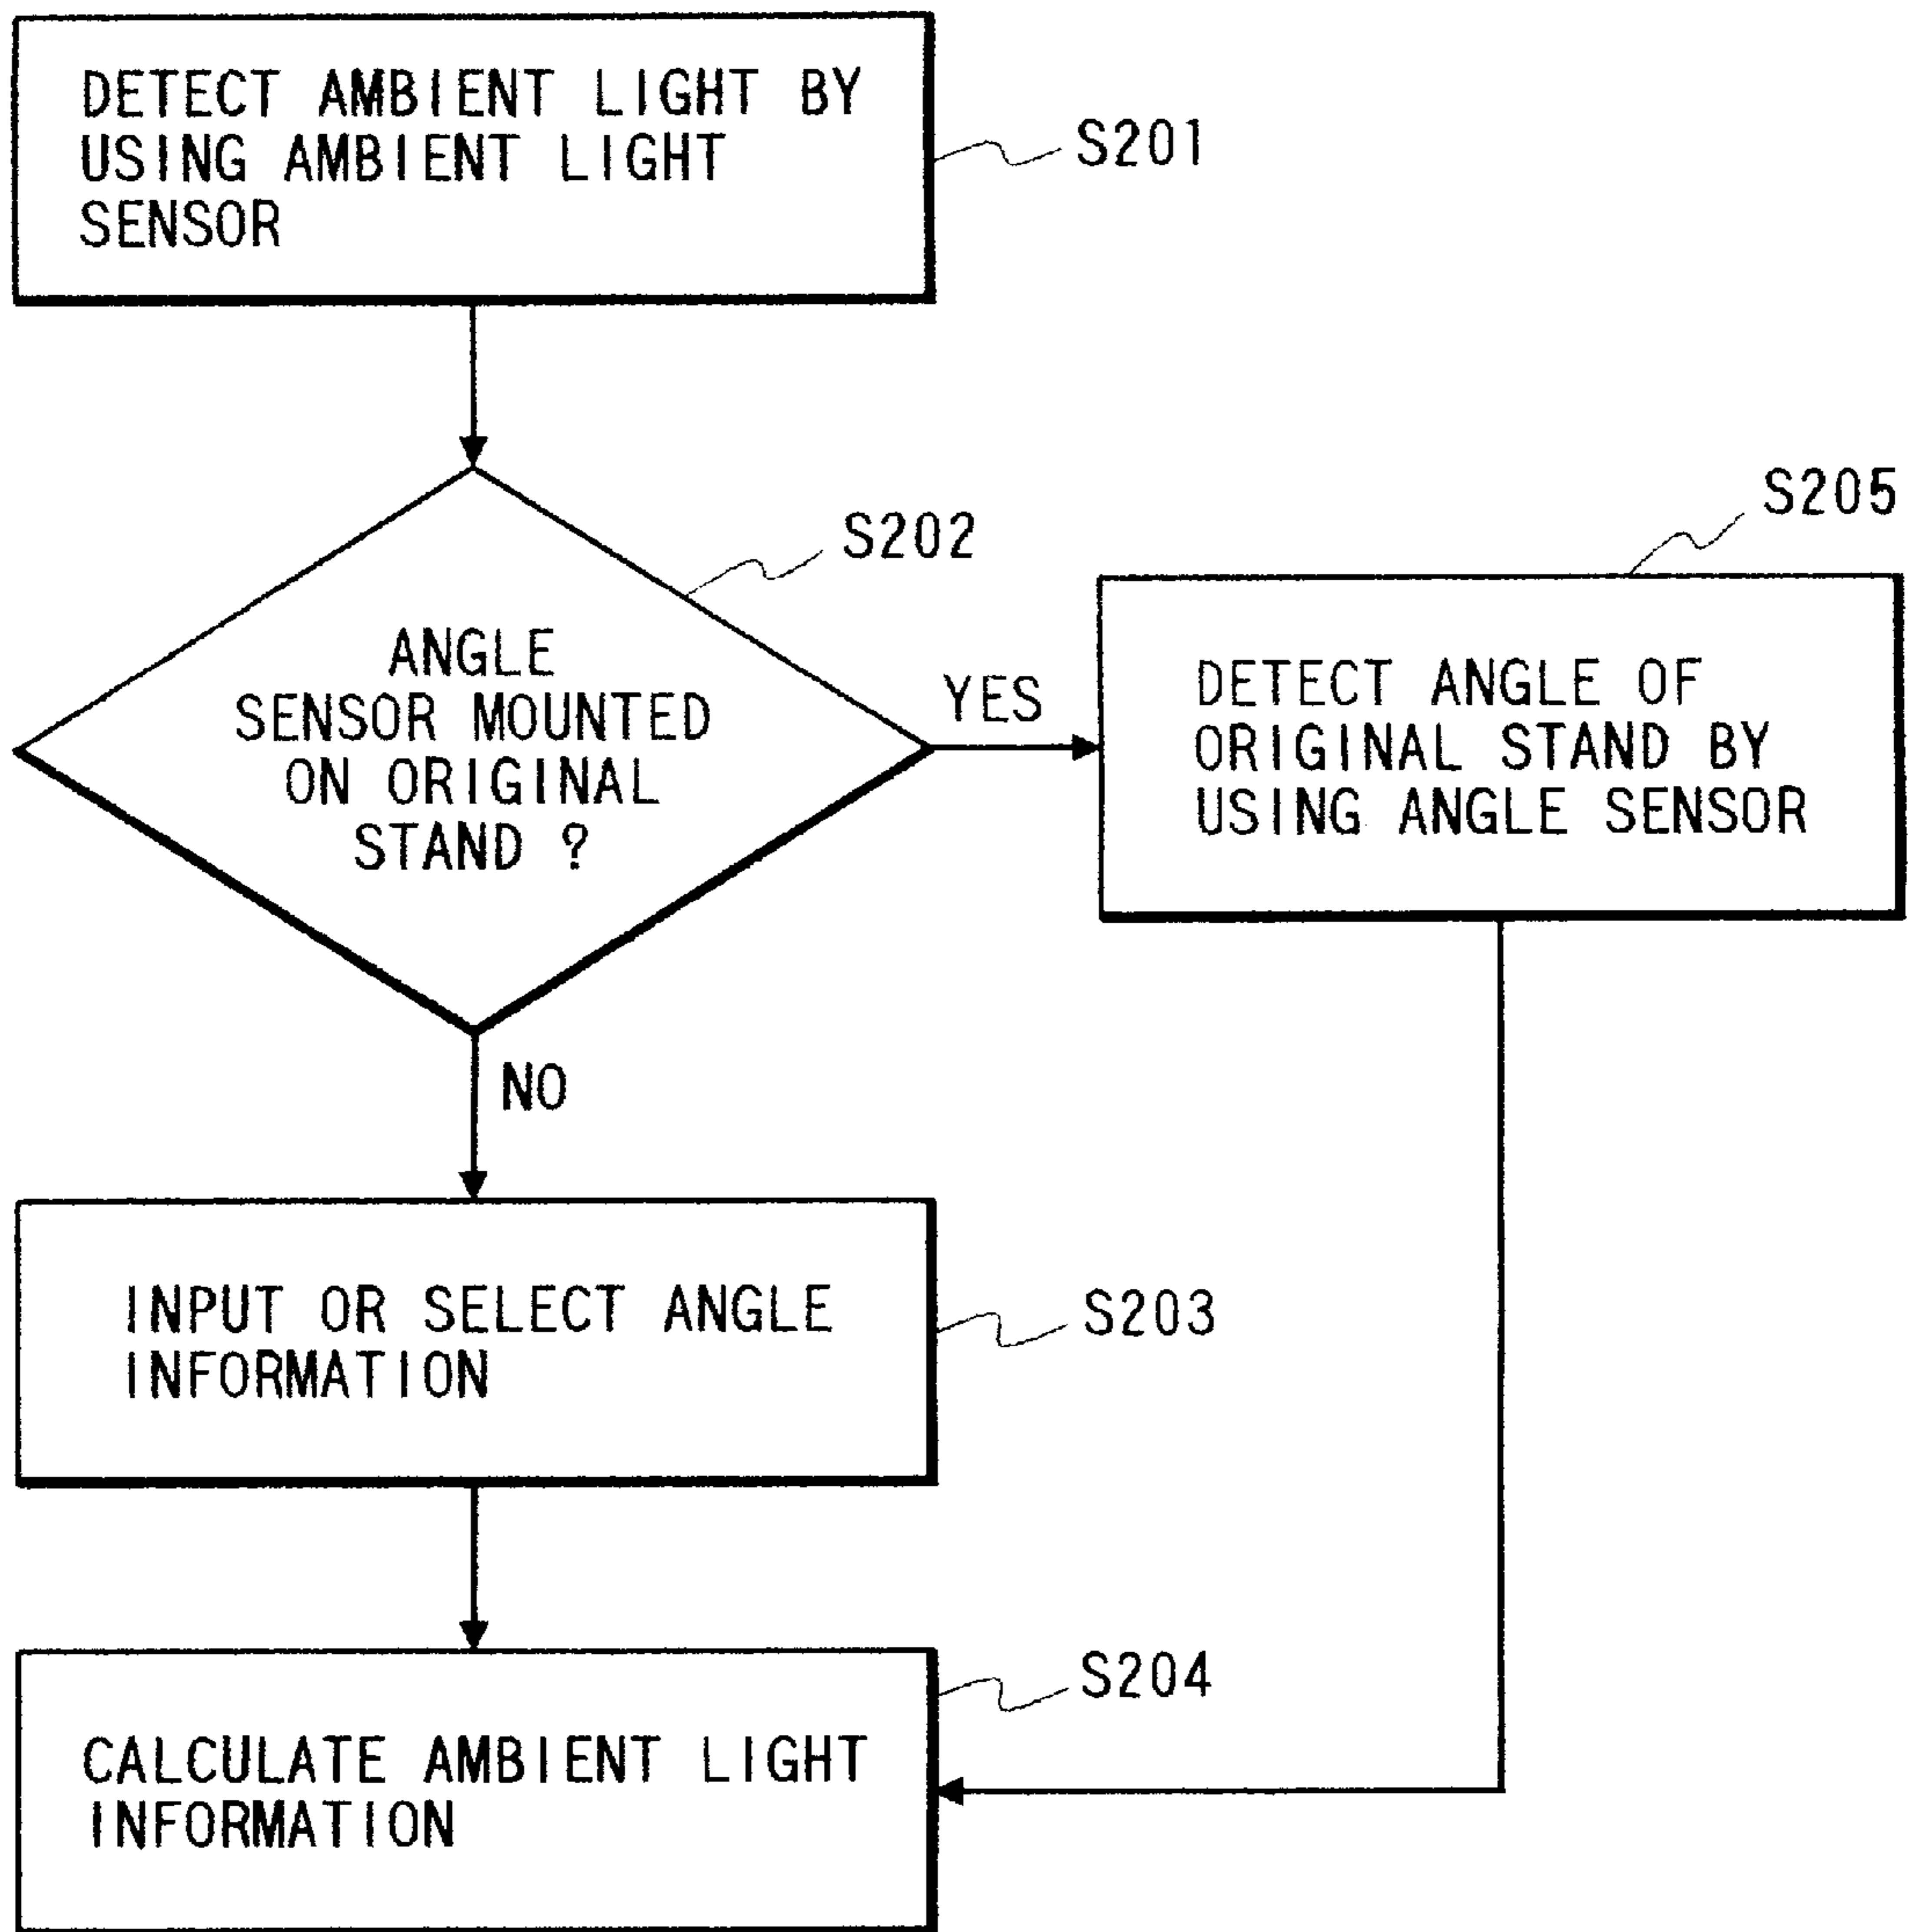 DETECT AMBIENT LIGHT BY
USING AMBIENT LIGHT
SENSOR
S201
S202
ANGLE
SENSOR MOUNTED
ON ORIGINAL
STAND ?
YES
S205
DETECT ANGLE OF
ORIGINAL STAND BY
USING ANGLE SENSOR
NO
INPUT OR SELECT ANGLE
INFORMATION
S203
S204
CALCULATE AMBIENT LIGHT
INFORMATION